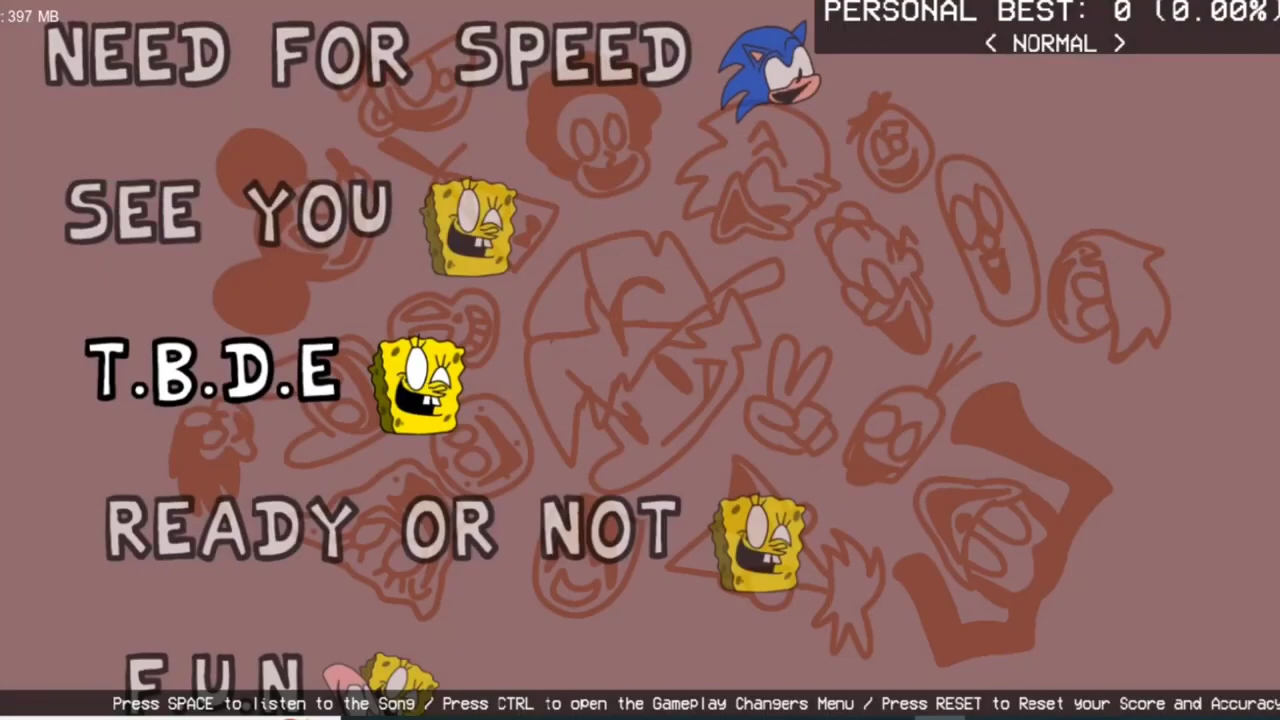 : 397 MB
PERSONAL BEST: 0 (0.00%)
< NORMAL >
NEED FOR SPEED
SEE YOU
T.B.D.E
READY OR NOT
F.U.N
Press SPACE to listen to the Song / Press CTRL to open the Gameplay Changers Menu / Press RESET to Reset your Score and Accuracy